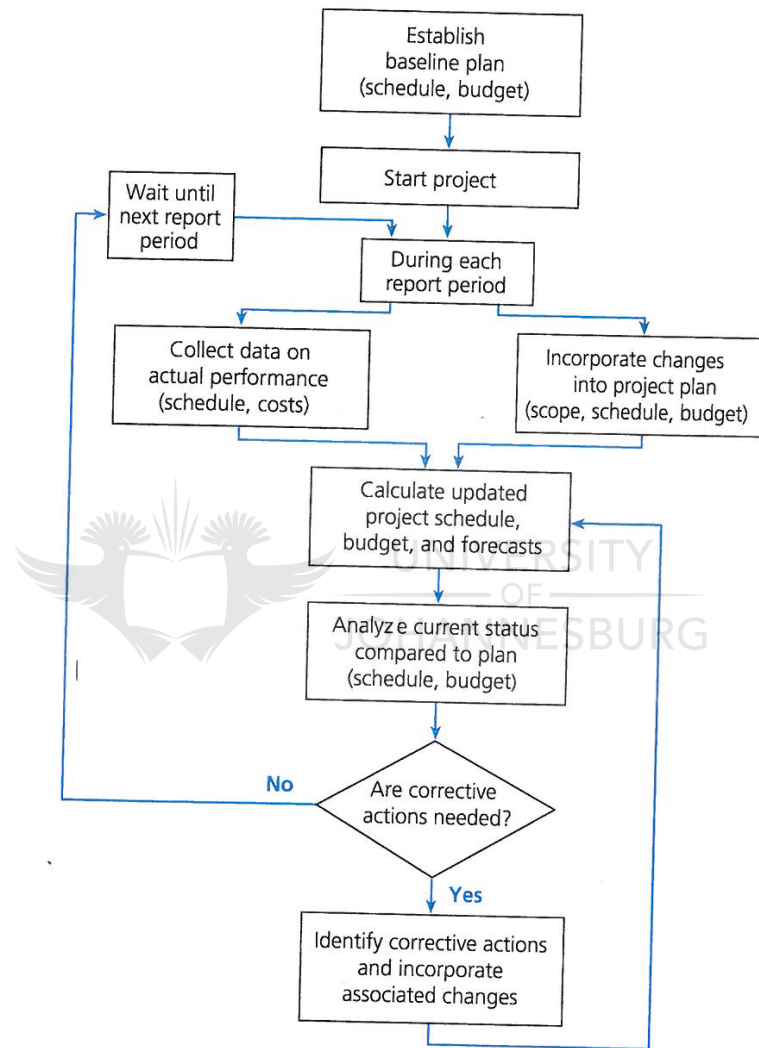 Establish
baseline plan
(schedule, budget)
Start project
Wait until
next report
period
During each
report period
Collect data on
actual performance
(schedule, costs)
Incorporate changes
into project plan
(scope, schedule, budget)
Calculate updated
project schedule,
budget, and forecasts
UNIVERSITY
OF
JOHANNESBURG
Analyze current status
compared to plan
(schedule, budget)
Are corrective
actions needed?
No
Yes
Identify corrective actions
and incorporate
associated changes